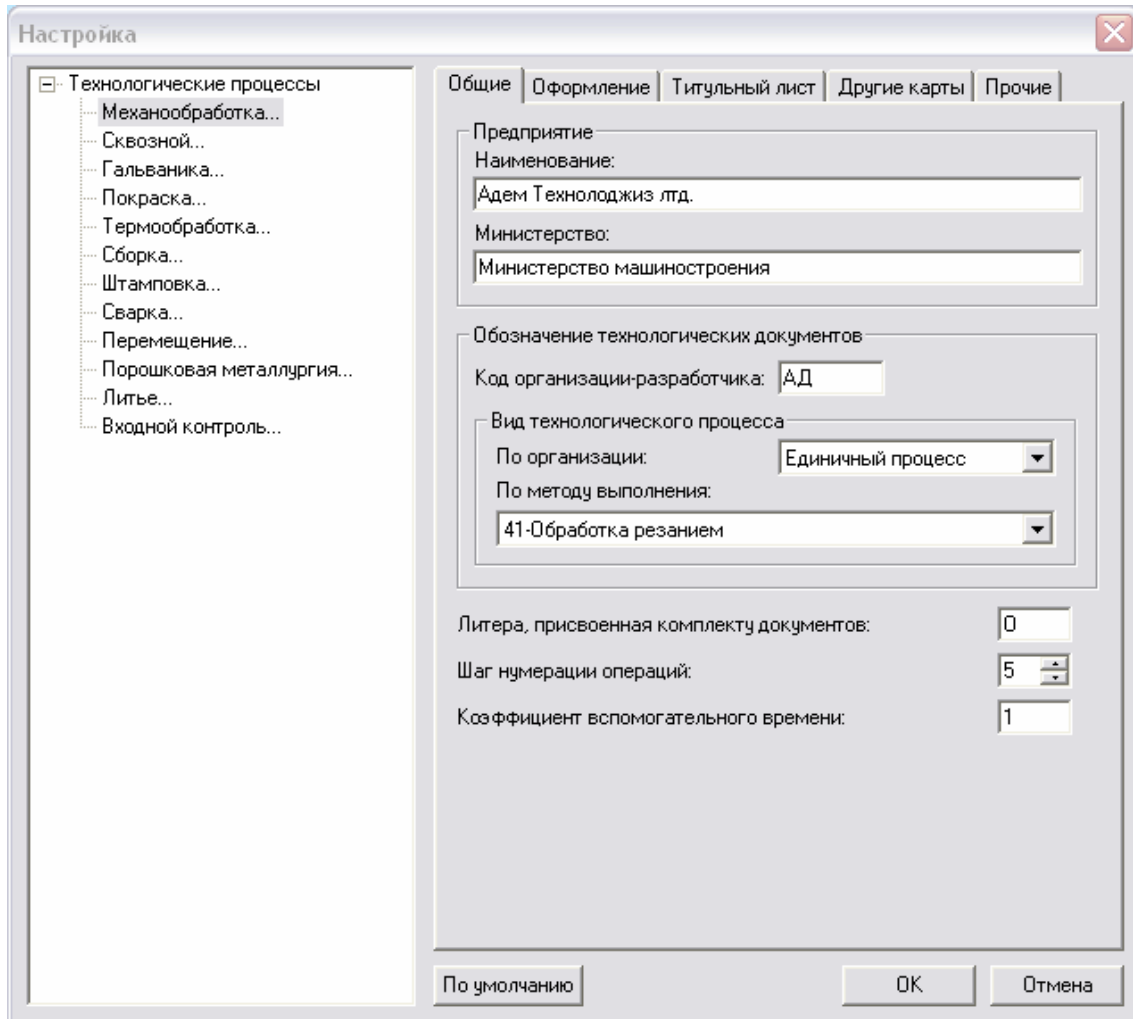 Настройка
Технологические процессы
Механообработка...
Сквозной...
Гальваника...
Покраска...
Термообработка...
Сборка...
Штамповка...
Сварка...
Перемещение...
Порошковая металлургия...
Литье...
Входной контроль...
Общие Оформление Титульный лист Другие карты Прочие
Предприятие
Наименование:
Адем Технолоджиз лтд.
Министерство:
Министерство машиностроения
Обозначение технологических документов
Код организации-разработчика: АД
Вид технологического процесса
По организации: Единичный процесс
По методу выполнения:
41-Обработка резанием
Литера, присвоенная комплекту документов: О
Шаг нумерации операций: 5
Коэффициент вспомогательного времени: 1
По умолчанию OK Отмена